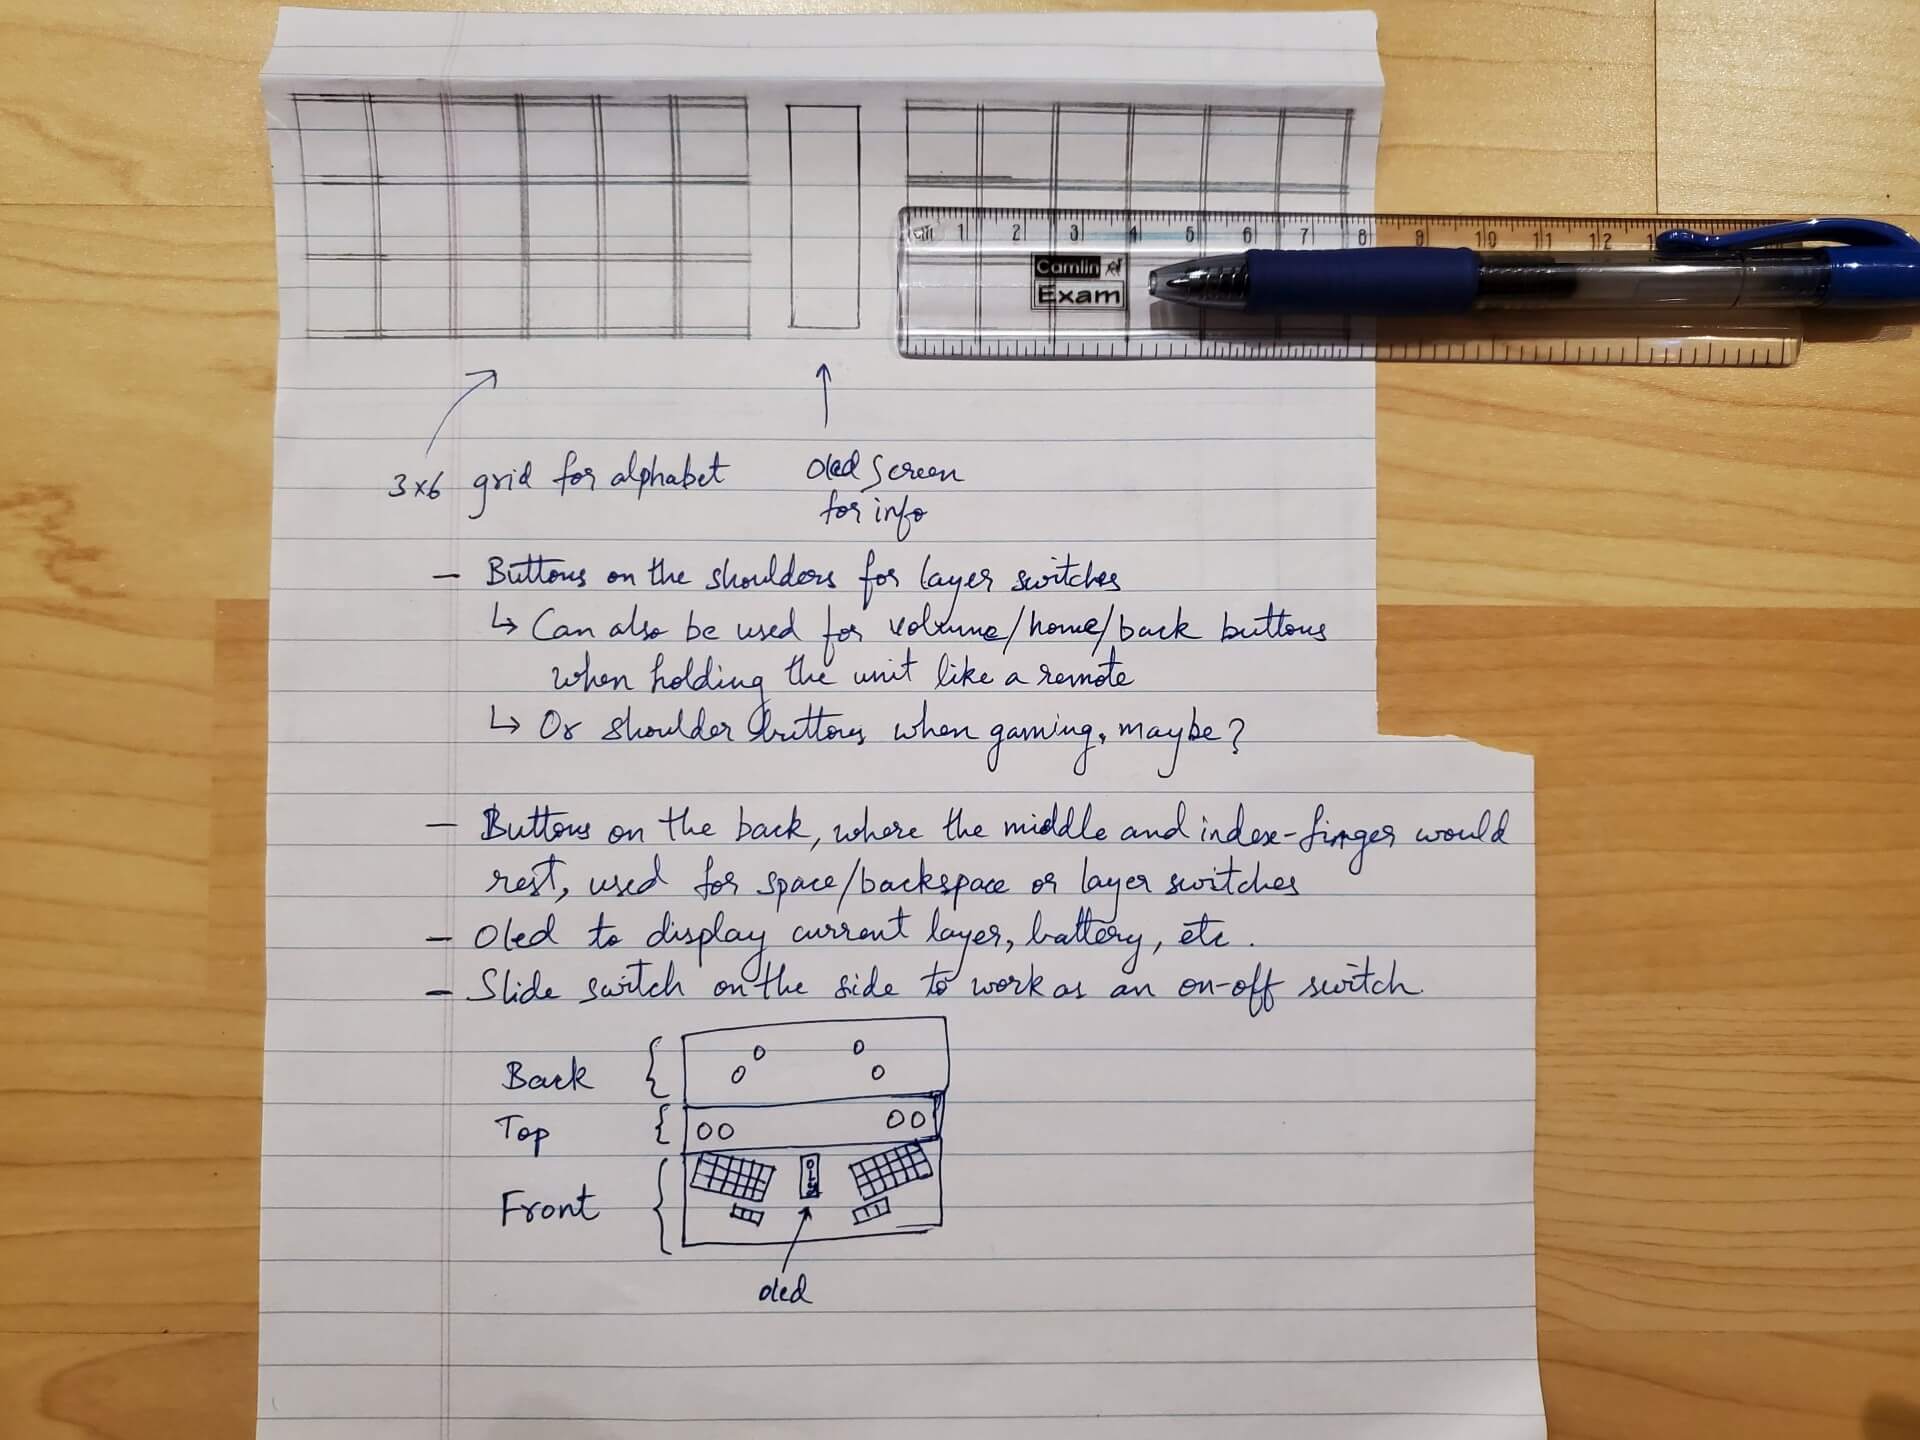 cm 1 2 3 4 5 6 7 8 9 10 11 12
Camlin
Exam
3x6 grid for alphabet
Oled Screen
for info
— Buttons on the shoulders for layer switches
↳ Can also be used for volume/home/back buttons
when holding the unit like a remote
↳ Or shoulder buttons when gaming, maybe?
— Buttons on the back, where the middle and index-finger would
rest, used for space/backspace or layer switches
— Oled to display current layer, battery, etc.
— Slide switch on the side to work as an on-off switch.
Back
Top
Front
OLED
oled